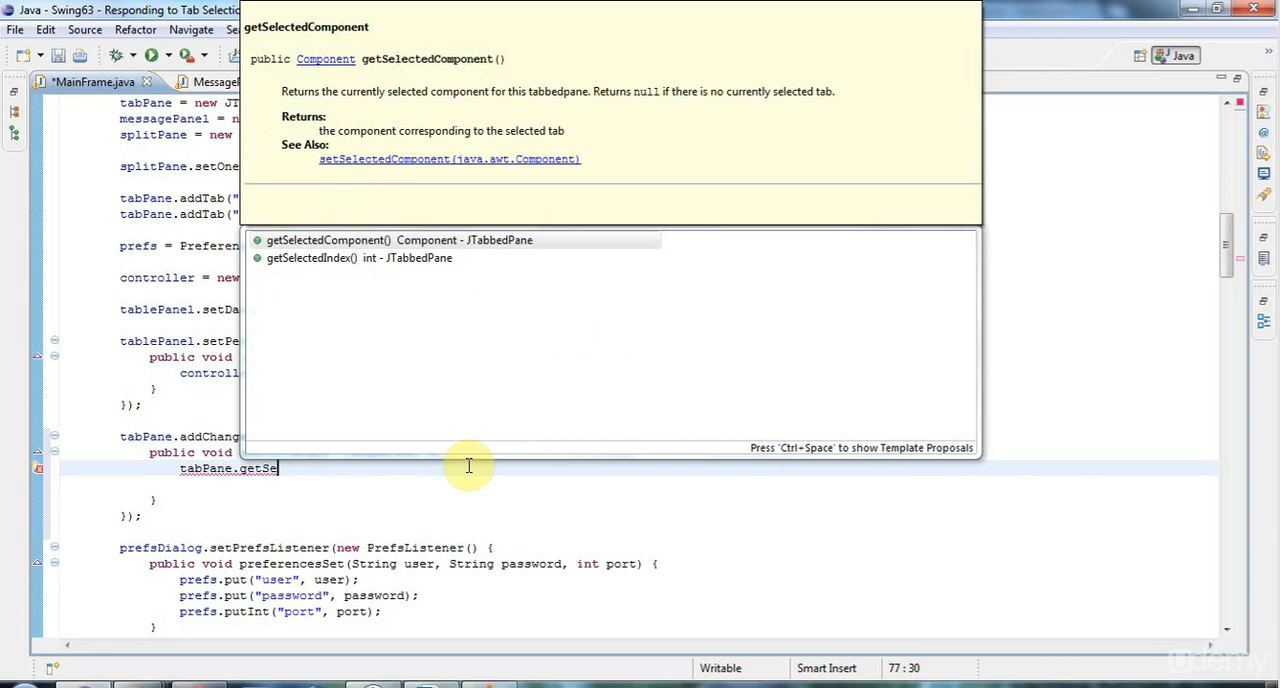 Java - Swing63 - Responding to Tab Selectio
File Edit Source Refactor Navigate Sea
Java
*MainFrame.java
MessageP
getSelectedComponent
public Component getSelectedComponent()
Returns the currently selected component for this tabbedpane. Returns null if there is no currently selected tab.
Returns:
the component corresponding to the selected tab
See Also:
setSelectedComponent(java.awt.Component)
getSelectedComponent() Component - JTabbedPane
getSelectedIndex() int - JTabbedPane
Press 'Ctrl+Space' to show Template Proposals
tabPane = new JT
messagePanel = n
splitPane = new
splitPane.setOne
tabPane.addTab("
tabPane.addTab("
prefs = Preferen
controller = new
tablePanel.setDa
tablePanel.setPe
public void
controll
}
});
tabPane.addChang
public void
tabPane.getSe
}
});
prefsDialog.setPrefsListener(new PrefsListener() {
public void preferencesSet(String user, String password, int port) {
prefs.put("user", user);
prefs.put("password", password);
prefs.putInt("port", port);
}
Writable
Smart Insert
77 : 30
udemy